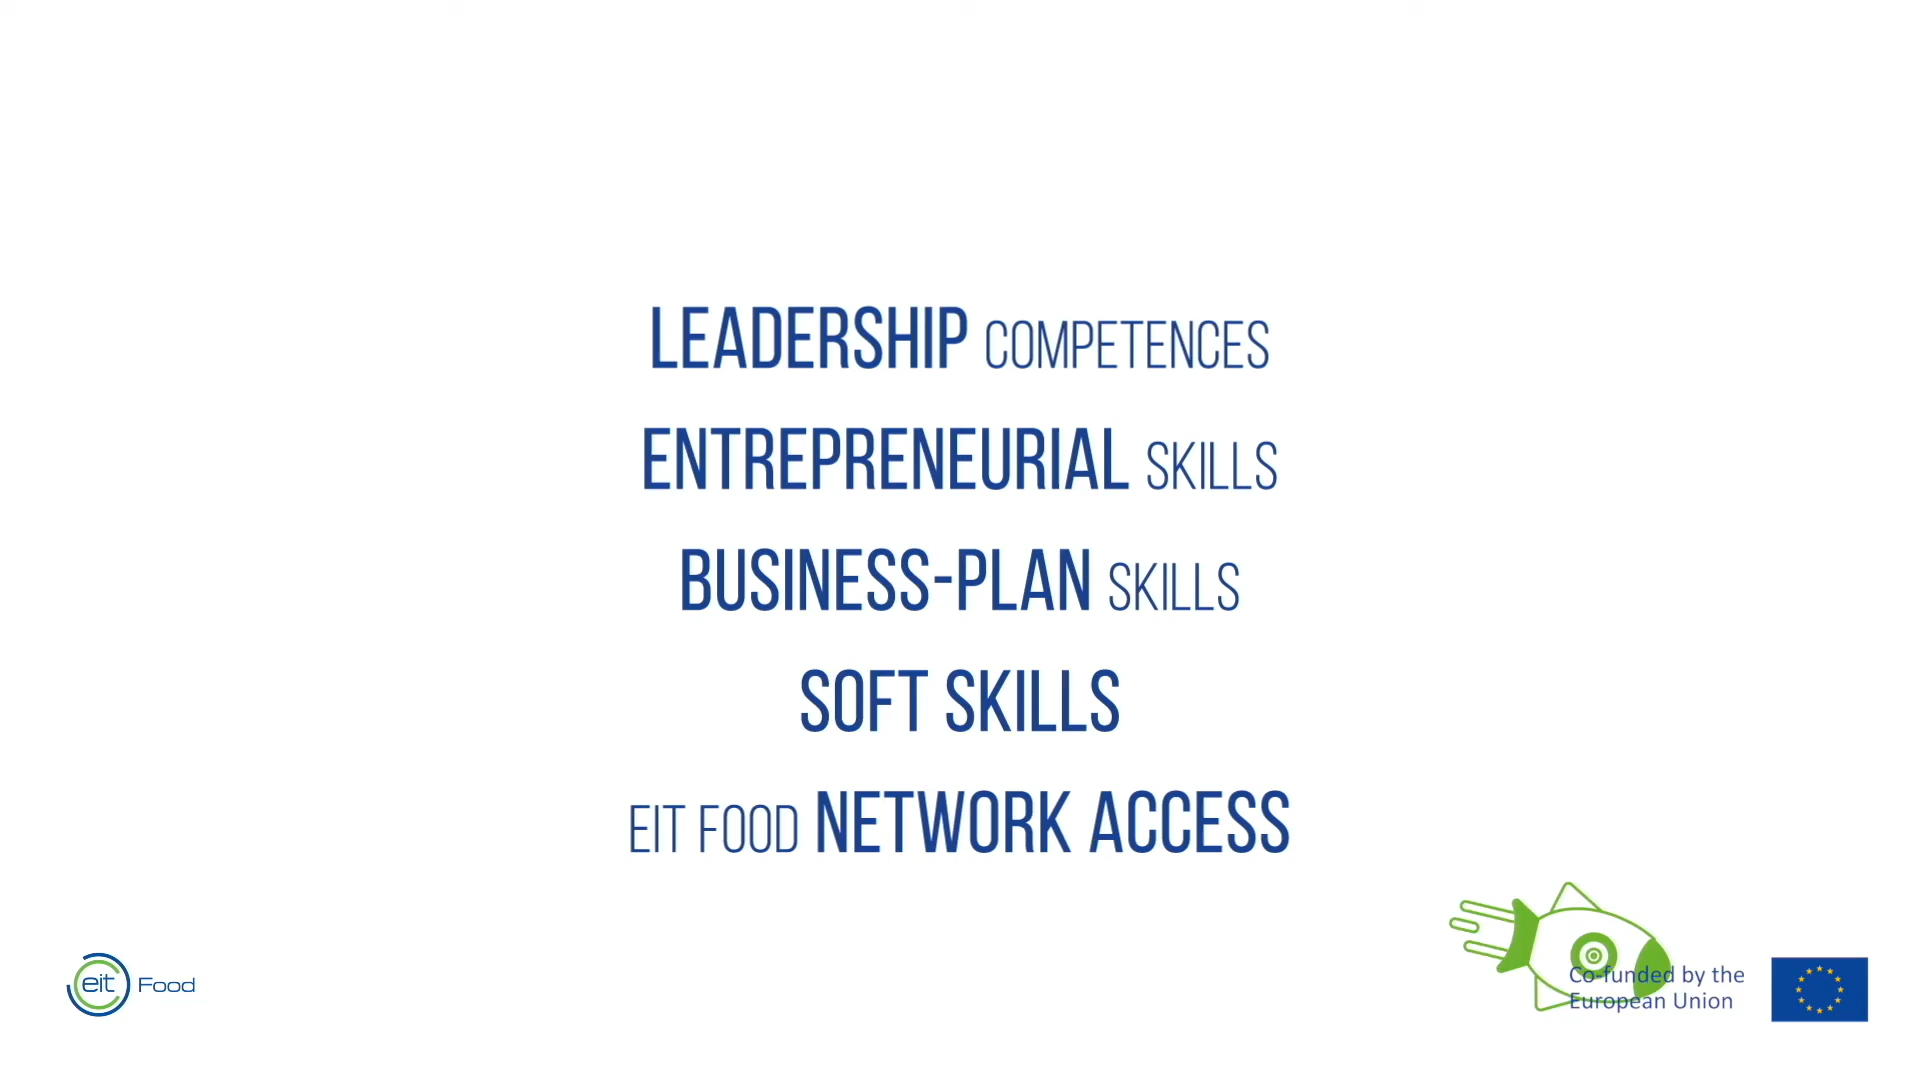 LEADERSHIP COMPETENCES
ENTREPRENEURIAL SKILLS
BUSINESS-PLAN SKILLS
SOFT SKILLS
EIT FOOD NETWORK ACCESS
eit Food
Co-funded by the
European Union